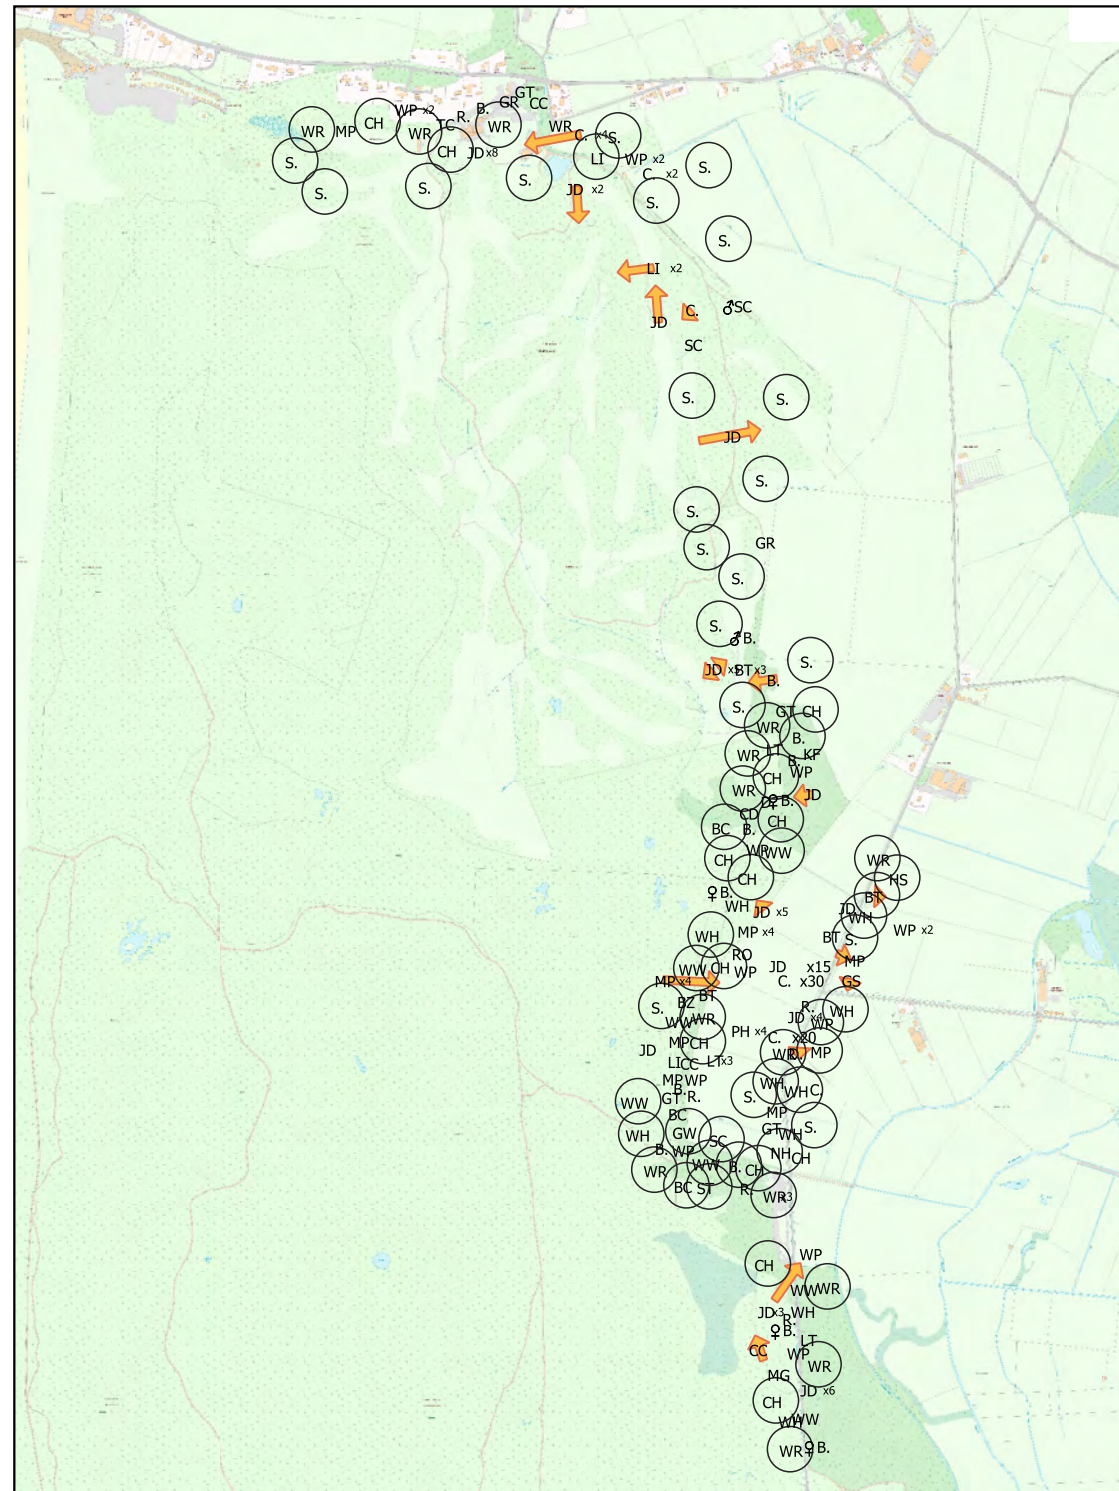 GT
WP x2 B. GR CC
CH TC R. WR WR
WR MP WR C. x4 S.
CH JD x8 LI WP x2
S. S. C. x2
S. S. S. JD x2 S.
S.
LI x2
C. ♂SC
JD
SC
S. S.
JD
S.
S.
S. GR
S.
S. ♂B.
S.
JD BT x3
B.
S. GT CH
WR
B.
WR LT KF
B.
CH WP
WR JD
♀B.
CD
BC B. CH
WP WW
CH WR
CH HS
♀B. BT
WH JD x5 JD
WH
MP x4 WP x2
WH BT S.
RO
WW CH WP JD x15 MP
MP x4 C. x30 GS
BT
S. BZ R. WH
WW WR JD x4 WP
PH x4
MP CH C. x20
JD WR MP
LI CC LT x3
MP WP WH
B. WH C.
WW GT R. S.
BC MP
WH GW GT WH S.
SC
B. WP NH CH
WR WW B. CH
BC ST R. WR x3
WP
CH
WW WR
JD x3 WH
R.
♀B.
LT
CC WP
WR
MG
JD x6
CH
WH WW
WR ♀B.